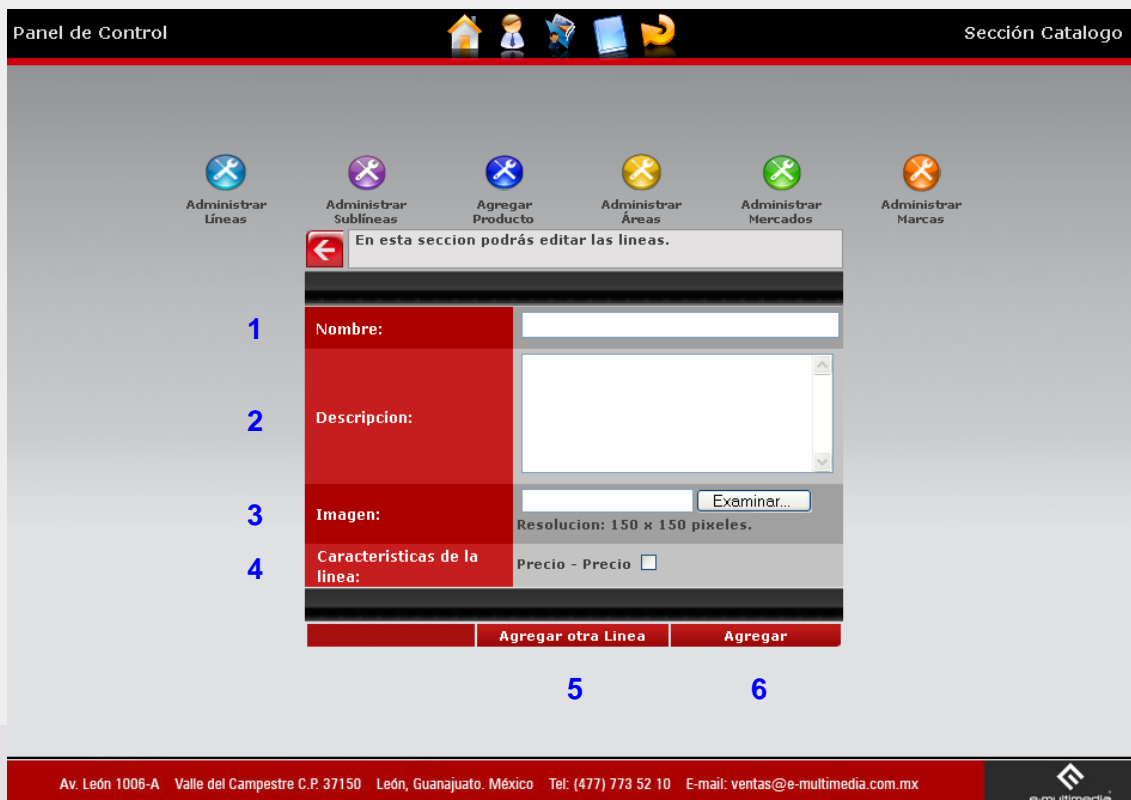 Panel de Control
Sección Catalogo
Administrar
Líneas
Administrar
Sublíneas
Agregar
Producto
Administrar
Áreas
Administrar
Mercados
Administrar
Marcas
En esta seccion podrás editar las lineas.
1
Nombre:
2
Descripcion:
3
Imagen:
Examinar...
Resolucion: 150 x 150 pixeles.
4
Caracteristicas de la
linea:
Precio - Precio
Agregar otra Linea
Agregar
5
6
Av. León 1006-A Valle del Campestre C.P. 37150 León, Guanajuato. México Tel: (477) 773 52 10 E-mail: ventas@e-multimedia.com.mx
e-multimedia